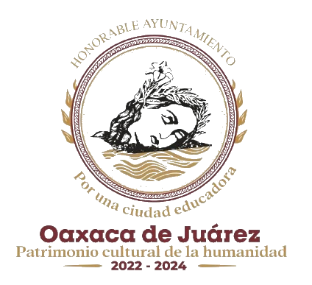 HONORABLE AYUNTAMIENTO
Por una ciudad educadora
Oaxaca de Juárez
Patrimonio cultural de la humanidad
2022 - 2024